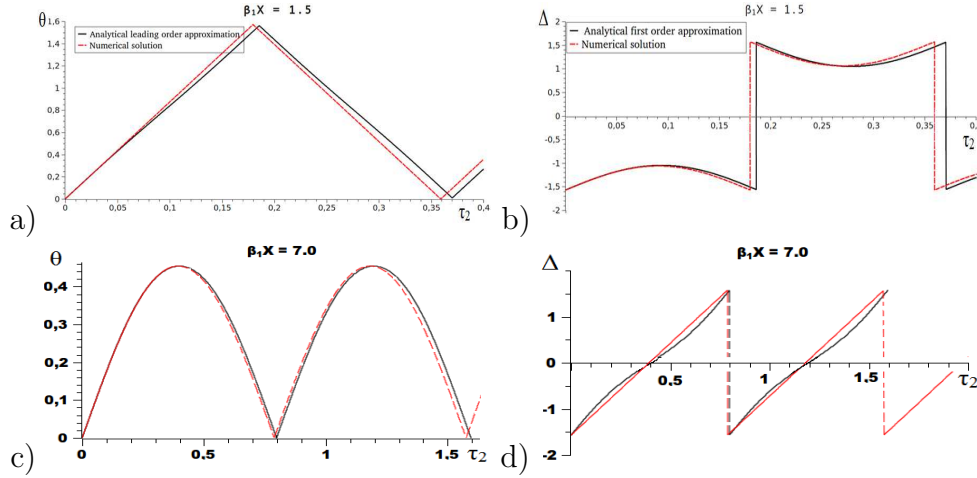 θ β₁X = 1.5
1,6
1,4
1,2
1
0,8
0,6
0,4
0,2
0
Analytical leading order approximation
Numerical solution
0 0,05 0,1 0,15 0,2 0,25 0,3 0,35 0,4
τ₂
a)
Δ β₁X = 1.5
2
1,5
1
0,5
0
-0,5
-1
-1,5
-2
Analytical first order approximation
Numerical solution
0,05 0,1 0,2 0,25 0,3 0,35
τ₂
b)
θ β₁X = 7.0
0,4
0,3
0,2
0,1
0
0 0,5 1 1.5 τ₂
c)
Δ β₁X = 7.0
1
0
-1
-2
0.5 1 1.5 2
τ₂
d)